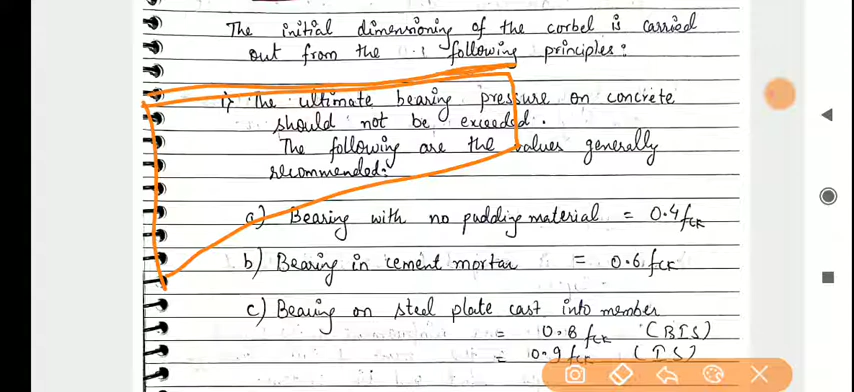 The initial dimensioning of the corbel is carried
out from the following principles:
i) The ultimate bearing pressure on concrete
should not be exceeded.
The following are the values generally
recommended:
a) Bearing with no pudding material = 0.4fck
b) Bearing in cement mortar = 0.6 fck
c) Bearing on steel plate cast into member
= 0.8 fck (BIS)
= 0.9 fck (IS)